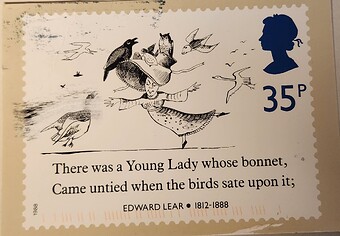 35P
There was a Young Lady whose bonnet,
Came untied when the birds sate upon it;
EDWARD LEAR • 1812-1888
1988